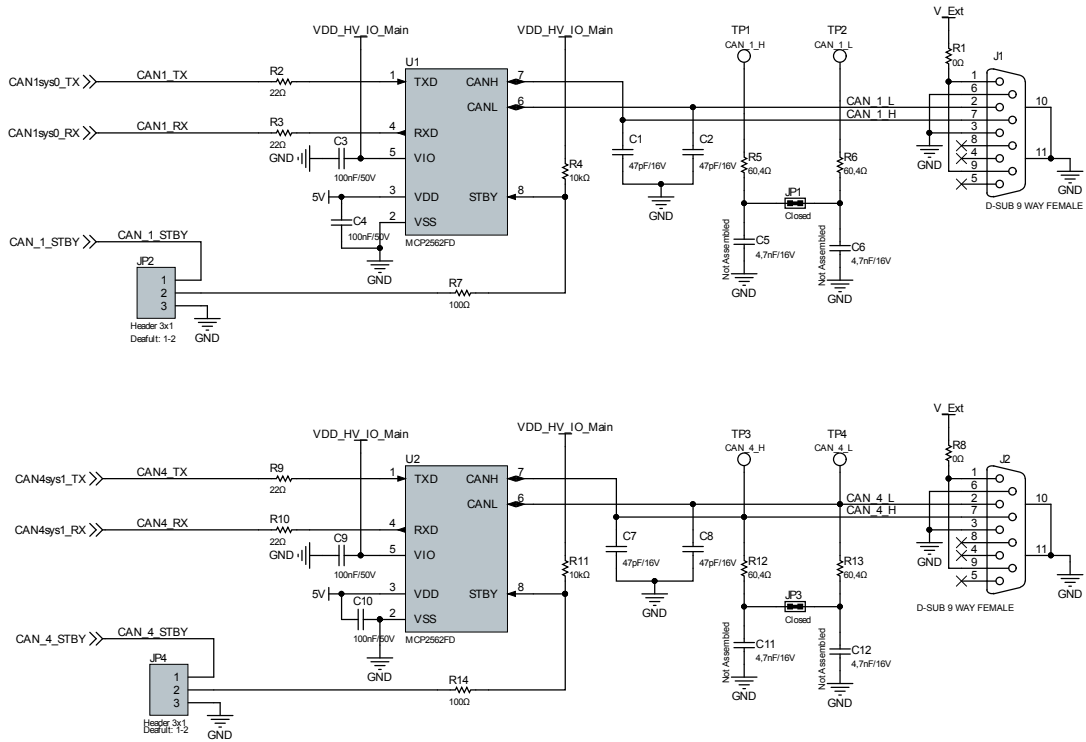 VDD_HV_IO_Main
VDD_HV_IO_Main
TP1
CAN_1_H
TP2
CAN_1_L
V_Ext
R1
0Ω
J1
U1
CAN1sys0_TX
CAN1_TX
R2
22Ω
1
TXD
CANH
7
CANL
6
CAN_1_L
CAN_1_H
CAN1sys0_RX
CAN1_RX
R3
22Ω
4
RXD
GND
C3
100nF/50V
5
VIO
5V
3
VDD
STBY
8
C4
100nF/50V
2
VSS
MCP2562FD
GND
R4
10kΩ
C1
47pF/16V
C2
47pF/16V
GND
R5
60,4Ω
R6
60,4Ω
JP1
Closed
Not Assembled
C5
4,7nF/16V
GND
Not Assembled
C6
4,7nF/16V
GND
1
6
2
7
3
8
4
9
5
10
11
GND
GND
D-SUB 9 WAY FEMALE
CAN_1_STBY
CAN_1_STBY
JP2
1
2
3
Header 3x1
Deafult: 1-2
GND
R7
100Ω
VDD_HV_IO_Main
VDD_HV_IO_Main
TP3
CAN_4_H
TP4
CAN_4_L
V_Ext
R8
0Ω
J2
U2
CAN4sys1_TX
CAN4_TX
R9
22Ω
1
TXD
CANH
7
CANL
6
CAN_4_L
CAN_4_H
CAN4sys1_RX
CAN4_RX
R10
22Ω
4
RXD
GND
C9
100nF/50V
5
VIO
5V
3
VDD
STBY
8
C10
100nF/50V
2
VSS
MCP2562FD
GND
R11
10kΩ
C7
47pF/16V
C8
47pF/16V
GND
R12
60,4Ω
R13
60,4Ω
JP3
Closed
Not Assembled
C11
4,7nF/16V
GND
Not Assembled
C12
4,7nF/16V
GND
1
6
2
7
3
8
4
9
5
10
11
GND
GND
D-SUB 9 WAY FEMALE
CAN_4_STBY
CAN_4_STBY
JP4
1
2
3
Header 3x1
Deafult: 1-2
GND
R14
100Ω